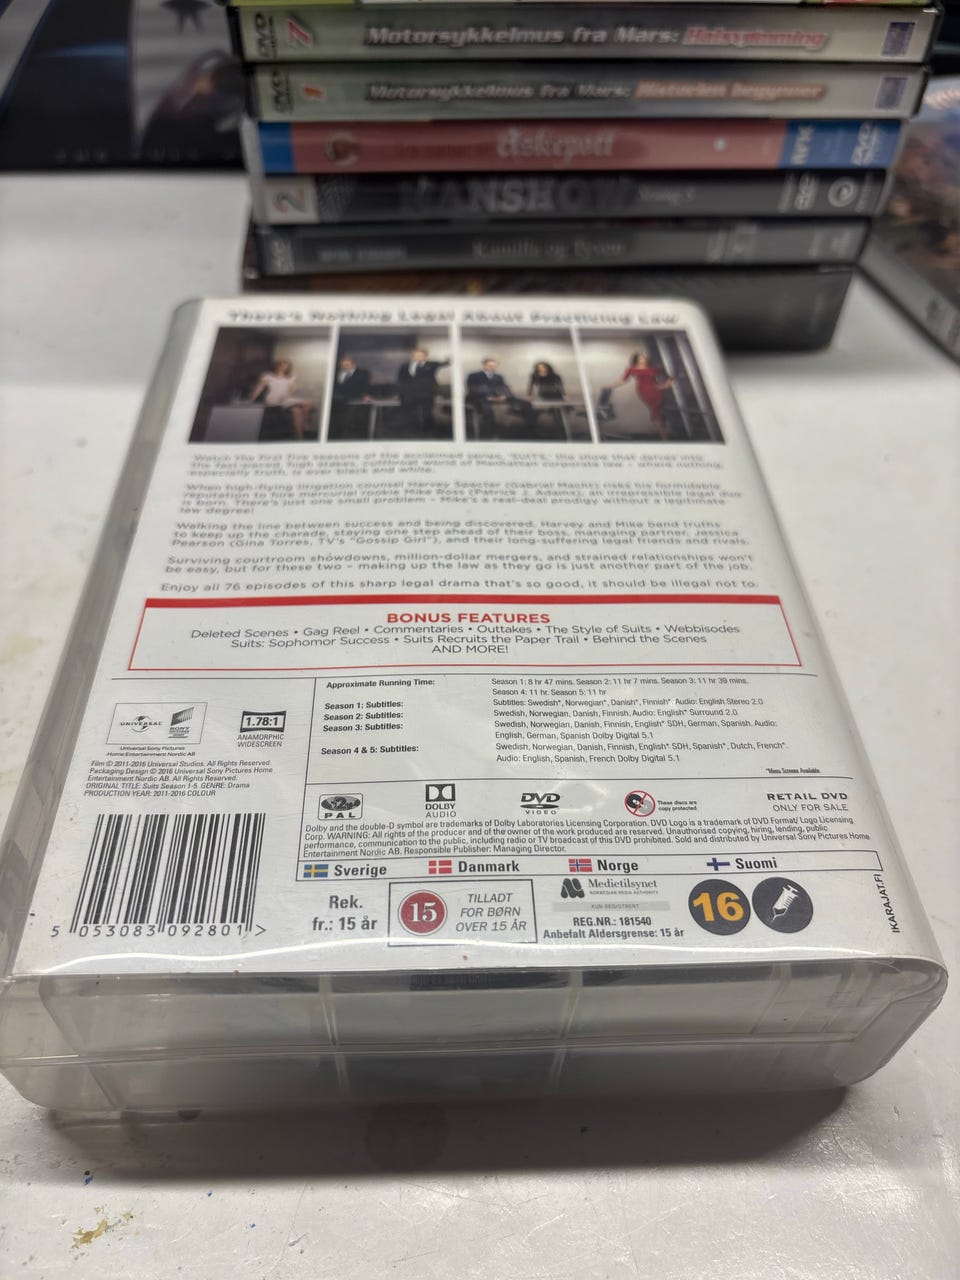 DVD 7 Motorsykkelmus fra Mars: Halsvømming
DVD 1 Motorsykkelmus fra Mars: Historien begynner
Askepott NRK DVD
2 MANSHOW
DVD Kamilla og Tyven
There's Nothing Legal About Practicing Law
Watch the first five seasons of the acclaimed series, "SUITS," the show that delves into
the fast-paced, high stakes, cutthroat world of Manhattan corporate law – where nothing,
especially truth, is ever black and white.
When high-flying litigation counsel Harvey Specter (Gabriel Macht) risks his formidable
reputation to hire mercurial rookie Mike Ross (Patrick J. Adams), an irrepressible legal duo
is born. There's just one small problem – Mike's a real-deal prodigy without a legitimate
law degree!
Walking the line between success and being discovered, Harvey and Mike bend truths
to keep up the charade, staying one step ahead of their boss, managing partner, Jessica
Pearson (Gina Torres, TV's "Gossip Girl"), and their long-suffering legal friends and rivals.
Surviving courtroom showdowns, million-dollar mergers, and strained relationships won't
be easy, but for these two – making up the law as they go is just another part of the job.
Enjoy all 76 episodes of this sharp legal drama that's so good, it should be illegal not to.
BONUS FEATURES
Deleted Scenes • Gag Reel • Commentaries • Outtakes • The Style of Suits • Webbisodes
Suits: Sophomor Success • Suits Recruits the Paper Trail • Behind the Scenes
AND MORE!
Approximate Running Time: Season 1: 8 hr 47 mins. Season 2: 11 hr 7 mins. Season 3: 11 hr 39 mins.
Season 4: 11 hr. Season 5: 11 hr
Season 1: Subtitles: Subtitles: Swedish*, Norwegian*, Danish*, Finnish*. Audio: English Stereo 2.0
Season 2: Subtitles: Swedish, Norwegian, Danish, Finnish, Audio: English* Surround 2.0
Season 3: Subtitles: Swedish, Norwegian, Danish, Finnish, English* SDH, German, Spanish. Audio:
English, German, Spanish Dolby Digital 5.1
Season 4 & 5: Subtitles: Swedish, Norwegian, Danish, Finnish, English* SDH, Spanish*, Dutch, French*.
Audio: English, Spanish, French Dolby Digital 5.1
*Menu Screens Available
UNIVERSAL SONY PICTURES
Universal Sony Pictures
Home Entertainment Nordic AB
1.78:1
ANAMORPHIC
WIDESCREEN
Film © 2011-2016 Universal Studios. All Rights Reserved.
Packaging Design © 2016 Universal Sony Pictures Home
Entertainment Nordic AB. All Rights Reserved.
ORIGINAL TITLE: Suits Season 1-5 GENRE: Drama
PRODUCTION YEAR: 2011-2016 COLOUR
2
PAL
DOLBY
AUDIO
DVD
VIDEO
These discs are
copy protected
RETAIL DVD
ONLY FOR SALE
Dolby and the double-D symbol are trademarks of Dolby Laboratories Licensing Corporation. DVD Logo is a trademark of DVD Format/ Logo Licensing
Corp. WARNING: All rights of the producer and of the owner of the work produced are reserved. Unauthorised copying, hiring, lending, public
performance, communication to the public, including radio or TV broadcast of this DVD prohibited. Sold and distributed by Universal Sony Pictures Home
Entertainment Nordic AB. Responsible Publisher: Managing Director.
Sverige Danmark Norge Suomi
Rek.
fr.: 15 år
15
TILLADT
FOR BØRN
OVER 15 ÅR
Medietilsynet
NORWEGIAN MEDIA AUTHORITY
KUN REGISTRERT
REG.NR.: 181540
Anbefalt Aldersgrense: 15 år
16
IKARAJAT.FI
5 053083 092801 >